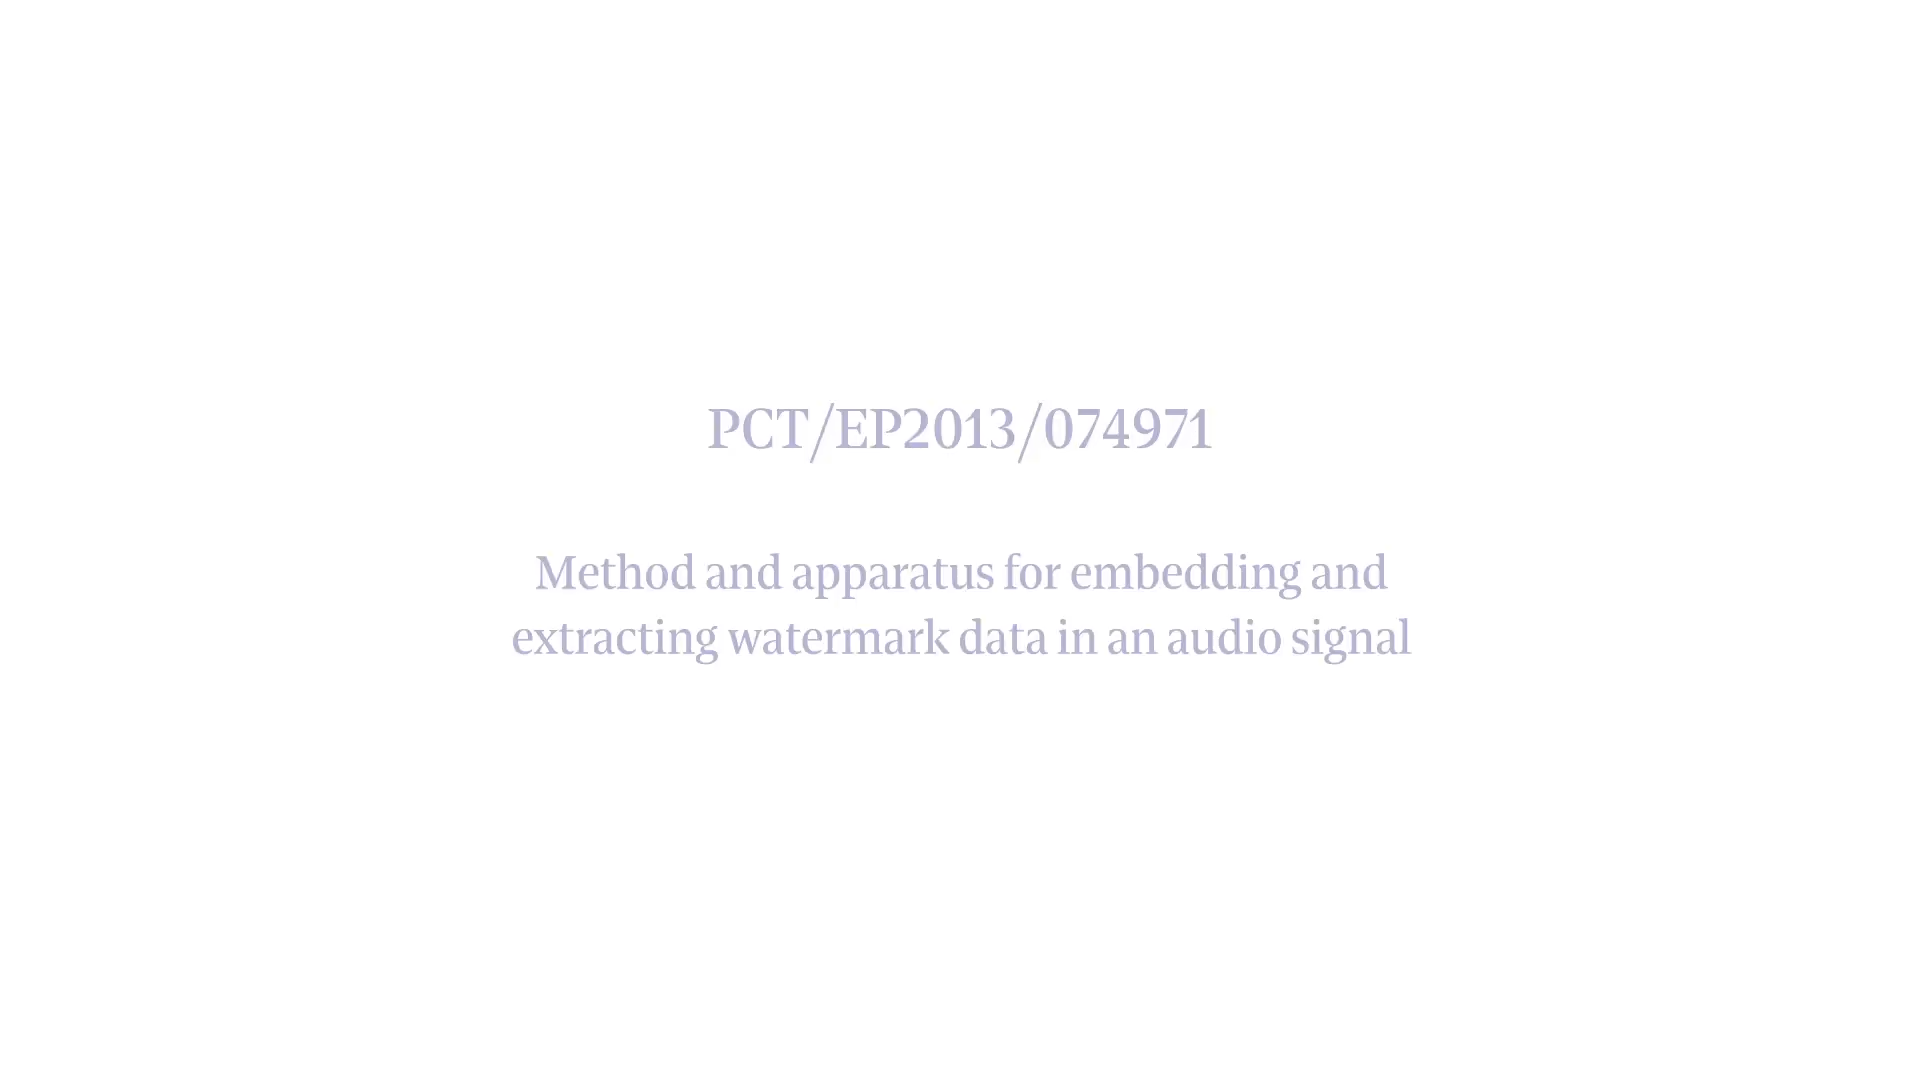 PCT/EP2013/074971
Method and apparatus for embedding and
extracting watermark data in an audio signal